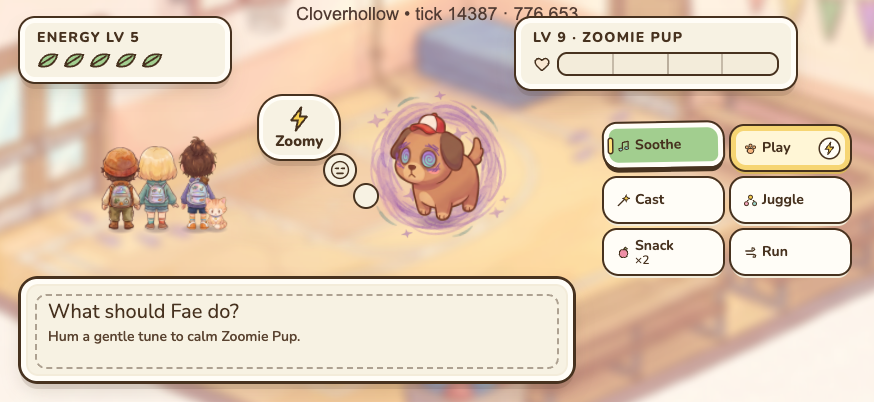 Cloverhollow • tick 14387 · 776,653
ENERGY LV 5
LV 9 · ZOOMIE PUP
Zoomy
Soothe
Play
Cast
Juggle
Snack
×2
Run
What should Fae do?
Hum a gentle tune to calm Zoomie Pup.